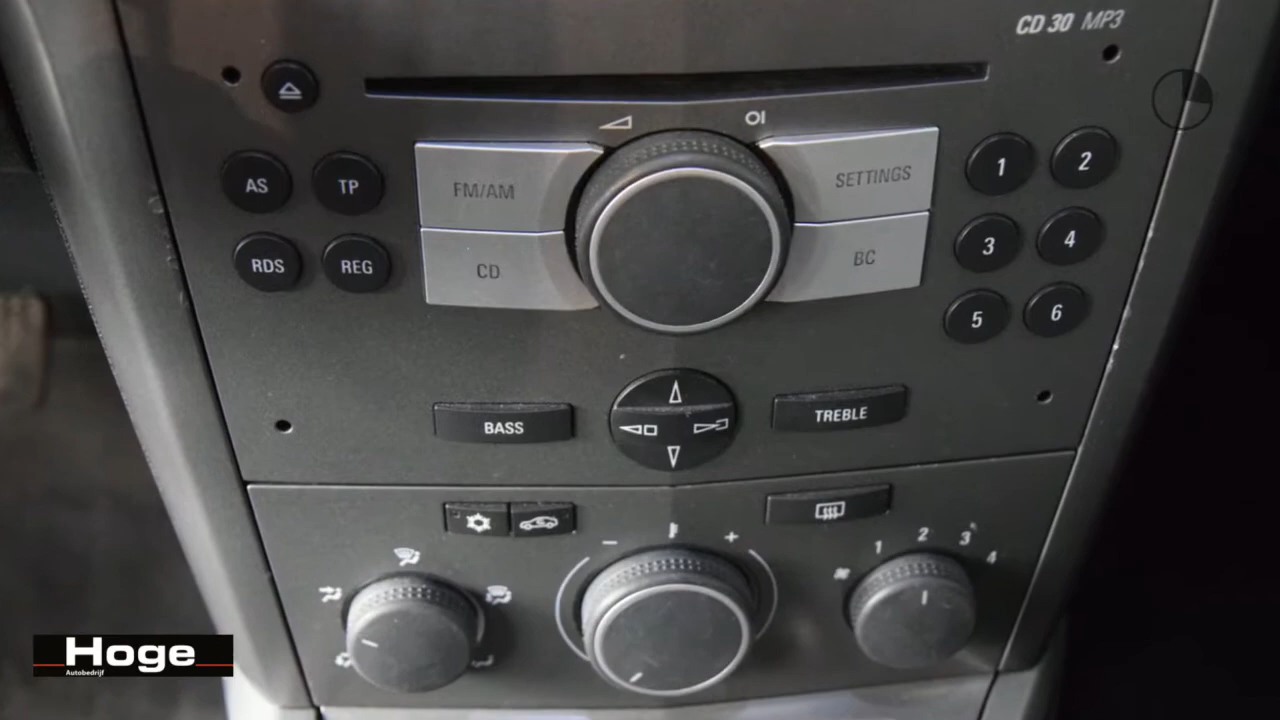 CD 30 MP3
AS
TP
FM/AM
SETTINGS
1
2
RDS
REG
CD
BC
3
4
5
6
BASS
TREBLE
− +
1 2 3 4
Hoge
Autobedrijf